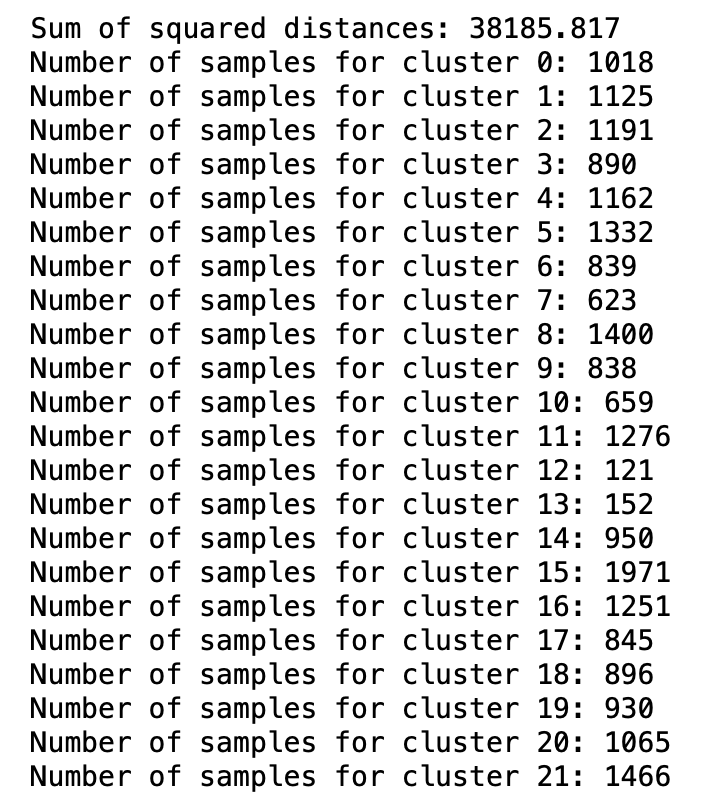 Sum of squared distances: 38185.817
Number of samples for cluster 0: 1018
Number of samples for cluster 1: 1125
Number of samples for cluster 2: 1191
Number of samples for cluster 3: 890
Number of samples for cluster 4: 1162
Number of samples for cluster 5: 1332
Number of samples for cluster 6: 839
Number of samples for cluster 7: 623
Number of samples for cluster 8: 1400
Number of samples for cluster 9: 838
Number of samples for cluster 10: 659
Number of samples for cluster 11: 1276
Number of samples for cluster 12: 121
Number of samples for cluster 13: 152
Number of samples for cluster 14: 950
Number of samples for cluster 15: 1971
Number of samples for cluster 16: 1251
Number of samples for cluster 17: 845
Number of samples for cluster 18: 896
Number of samples for cluster 19: 930
Number of samples for cluster 20: 1065
Number of samples for cluster 21: 1466